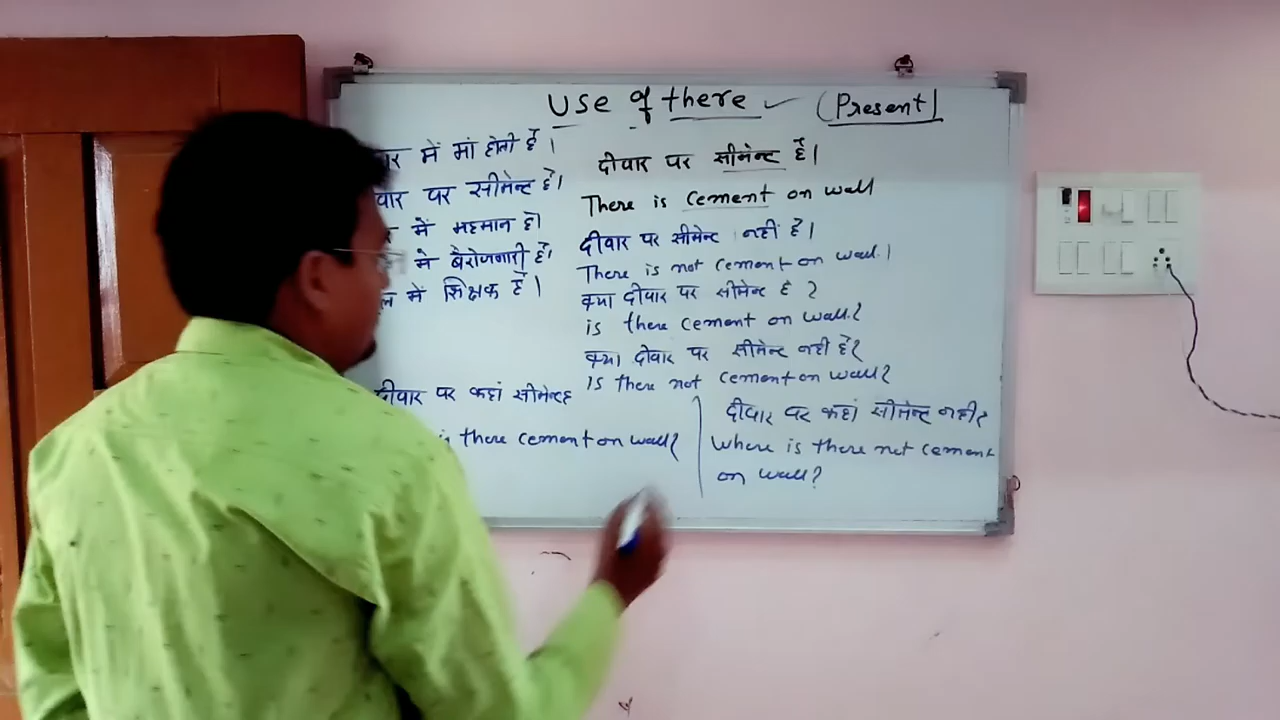 Use of there (Present)
में मां होती हैं।
पर सीमेन्ट है।
में महमान है।
मे बेरोजगारी है।
में शिक्षक है।
दीवार पर कहां सीमेन्ट है
is there cement on wall?
दीवार पर सीमेन्ट है।
There is cement on wall
दीवार पर सीमेन्ट नहीं है।
There is not cement on wall.
क्या दीवार पर सीमेन्ट है ?
is there cement on wall?
क्या दीवार पर सीमेन्ट नही है?
Is there not cement on wall?
दीवार पर कहां सीमेन्ट नही?
Where is there not cement
on wall?